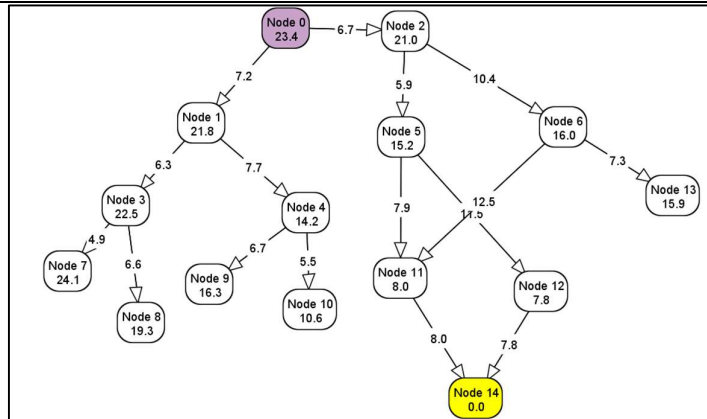 Node 0
23.4
6.7
Node 2
21.0
7.2
5.9
10.4
Node 1
21.8
Node 5
15.2
Node 6
16.0
6.3
7.7
7.3
Node 3
22.5
Node 4
14.2
7.9
12.5
11.5
Node 13
15.9
4.9
6.6
6.7
5.5
Node 7
24.1
Node 8
19.3
Node 9
16.3
Node 10
10.6
Node 11
8.0
Node 12
7.8
8.0
7.8
Node 14
0.0